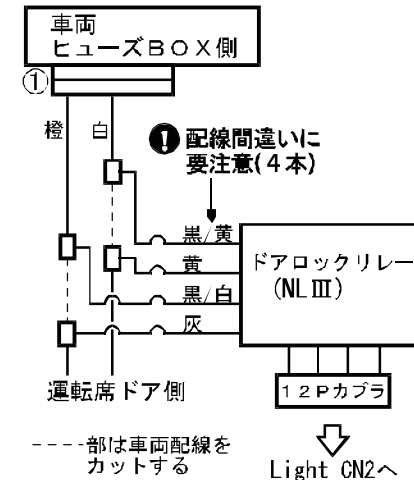 車両
ヒューズＢＯＸ側
①
橙
白
！配線間違いに
要注意(４本)
黒/黄
黄
黒/白
灰
ドアロックリレー
(NLⅢ)
運転席ドア側
１２Ｐカプラ
----部は車両配線を
カットする
Light CN2へ